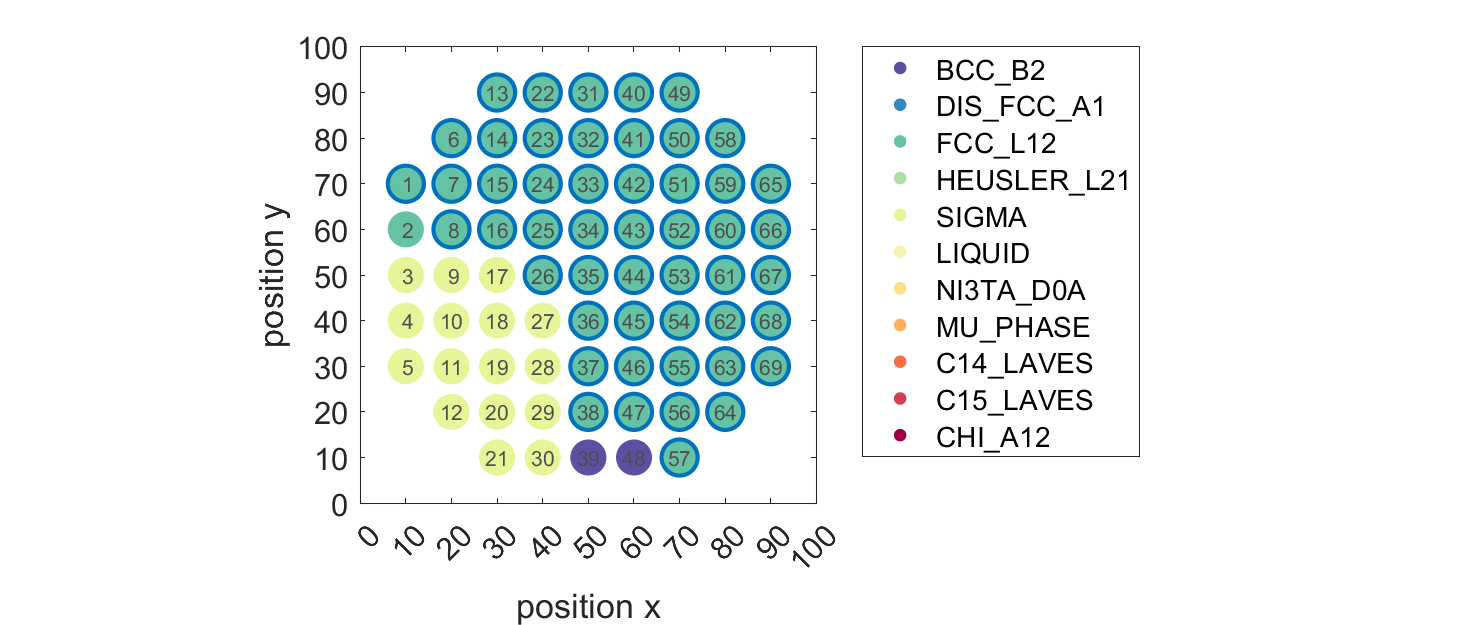 100
90
80
70
60
50
40
30
20
10
0
position y
13 22 31 40 49
6 14 23 32 41 50 58
1 7 15 24 33 42 51 59 65
2 8 16 25 34 43 52 60 66
3 9 17 26 35 44 53 61 67
4 10 18 27 36 45 54 62 68
5 11 19 28 37 46 55 63 69
12 20 29 38 47 56 64
21 30 39 48 57
0 10 20 30 40 50 60 70 80 90 100
position x
BCC_B2
DIS_FCC_A1
FCC_L12
HEUSLER_L21
SIGMA
LIQUID
NI3TA_D0A
MU_PHASE
C14_LAVES
C15_LAVES
CHI_A12